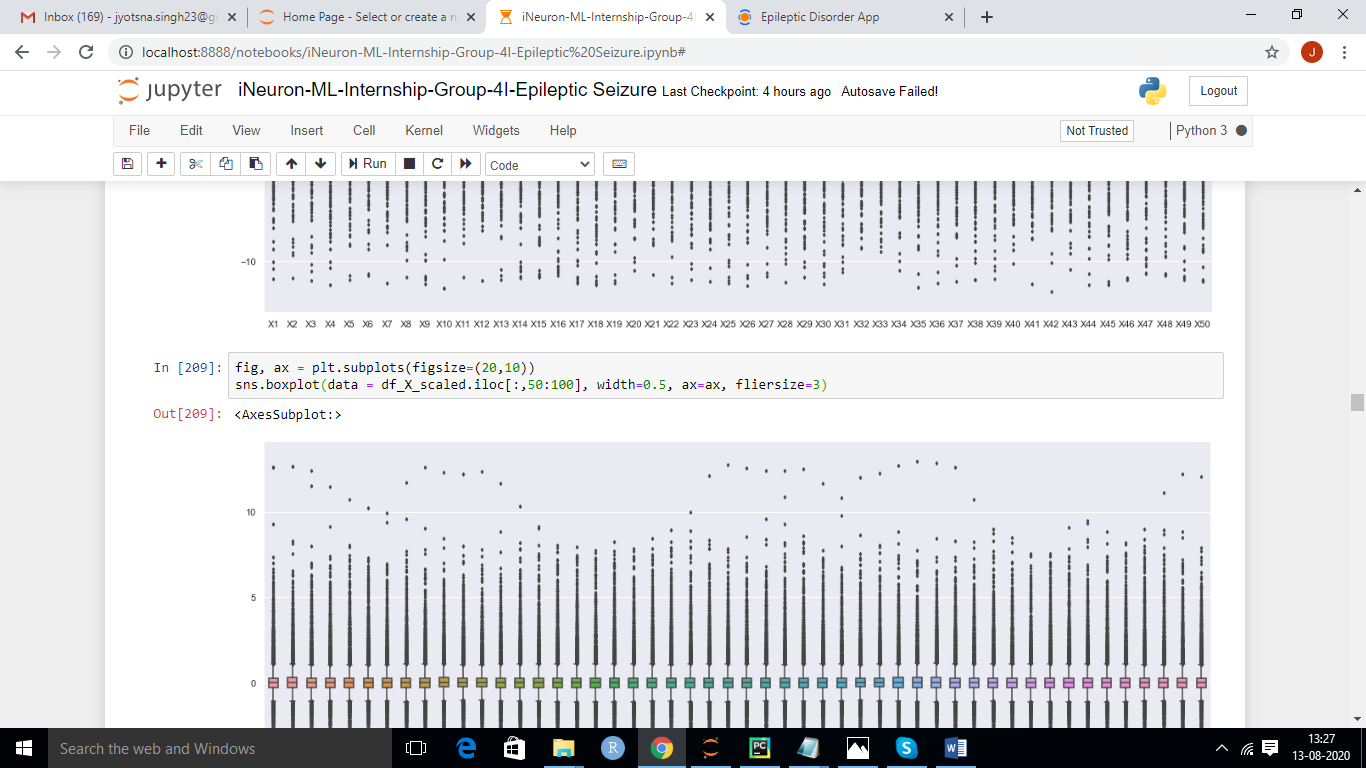 Inbox (169) - jyotsna.singh23@g
Home Page - Select or create a n
iNeuron-ML-Internship-Group-4I
Epileptic Disorder App
localhost:8888/notebooks/iNeuron-ML-Internship-Group-4I-Epileptic%20Seizure.ipynb#
J
jupyter iNeuron-ML-Internship-Group-4I-Epileptic Seizure Last Checkpoint: 4 hours ago Autosave Failed! Logout
File Edit View Insert Cell Kernel Widgets Help Not Trusted Python 3
Run Code
−10
X1 X2 X3 X4 X5 X6 X7 X8 X9 X10 X11 X12 X13 X14 X15 X16 X17 X18 X19 X20 X21 X22 X23 X24 X25 X26 X27 X28 X29 X30 X31 X32 X33 X34 X35 X36 X37 X38 X39 X40 X41 X42 X43 X44 X45 X46 X47 X48 X49 X50
In [209]: fig, ax = plt.subplots(figsize=(20,10))
sns.boxplot(data = df_X_scaled.iloc[:,50:100], width=0.5, ax=ax, fliersize=3)
Out[209]: <AxesSubplot:>
10
5
0
Search the web and Windows
R
PC
S
W
13:27
13-08-2020